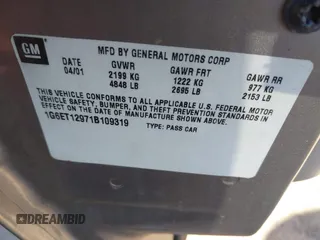 GM
MFD BY GENERAL MOTORS CORP
DATE GVWR GAWR FRT GAWR RR
04/01 2199 KG 1222 KG 977 KG
4848 LB 2695 LB 2153 LB
THIS VEHICLE CONFORMS TO ALL APPLICABLE U.S. FEDERAL MOTOR
VEHICLE SAFETY, BUMPER, AND THEFT PREVENTION STANDARDS IN
EFFECT ON THE DATE OF MANUFACTURE SHOWN ABOVE.
1G6ET12971B109319 TYPE: PASS CAR
DREAMBID